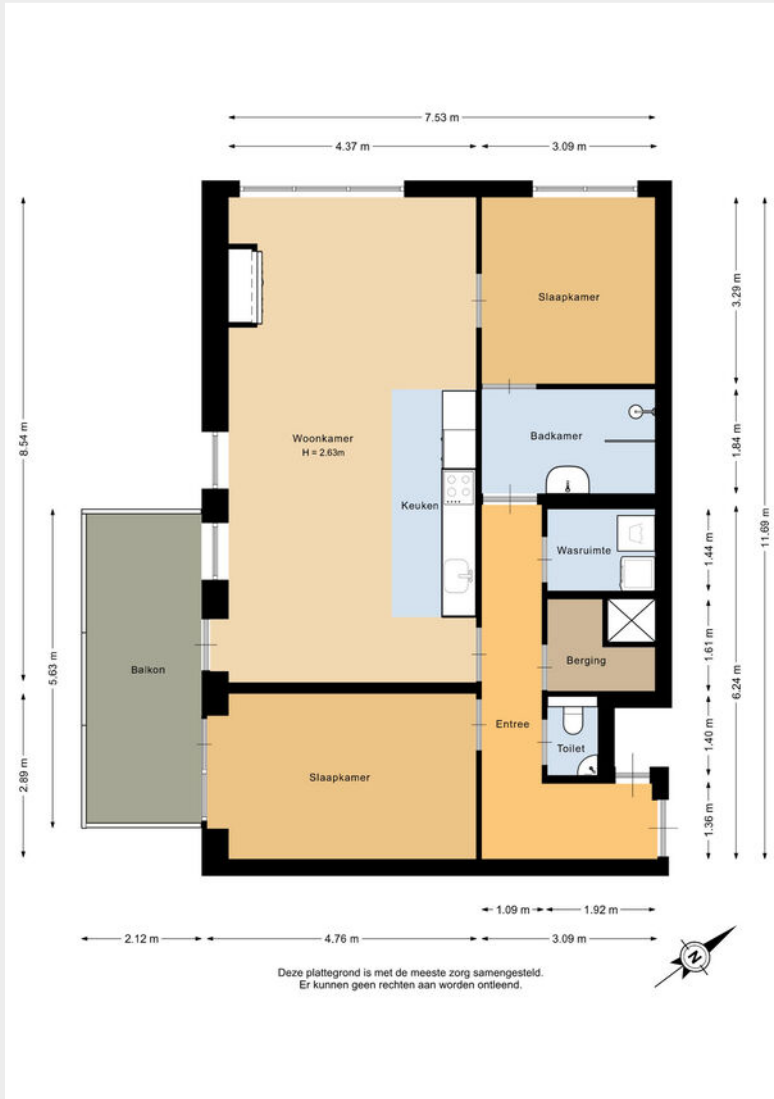 7.53 m
4.37 m
3.09 m
8.54 m
2.89 m
5.63 m
3.29 m
1.84 m
1.44 m
1.61 m
1.40 m
1.36 m
6.24 m
11.69 m
Slaapkamer
Woonkamer
H = 2.63m
Badkamer
Keuken
Wasruimte
Berging
Balkon
Entree
Toilet
Slaapkamer
1.09 m
1.92 m
2.12 m
4.76 m
3.09 m
N
Deze plattegrond is met de meeste zorg samengesteld.
Er kunnen geen rechten aan worden ontleend.